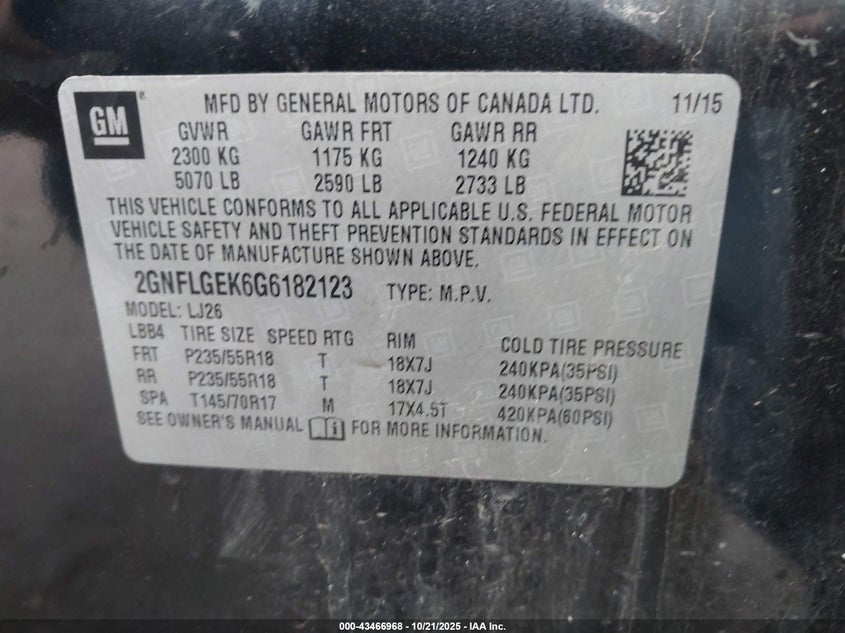 GM ® MFD BY GENERAL MOTORS OF CANADA LTD. 11/15
GVWR GAWR FRT GAWR RR
2300 KG 1175 KG 1240 KG
5070 LB 2590 LB 2733 LB
THIS VEHICLE CONFORMS TO ALL APPLICABLE U.S. FEDERAL MOTOR
VEHICLE SAFETY AND THEFT PREVENTION STANDARDS IN EFFECT ON
THE DATE OF MANUFACTURE SHOWN ABOVE.
2GNFLGEK6G6182123 TYPE: M.P.V.
MODEL: LJ26
LBB4 TIRE SIZE SPEED RTG RIM COLD TIRE PRESSURE
FRT P235/55R18 T 18X7J 240KPA(35PSI)
RR P235/55R18 T 18X7J 240KPA(35PSI)
SPA T145/70R17 M 17X4.5T 420KPA(60PSI)
SEE OWNER'S MANUAL FOR MORE INFORMATION.
000-43466968 - 10/21/2025 - IAA Inc.